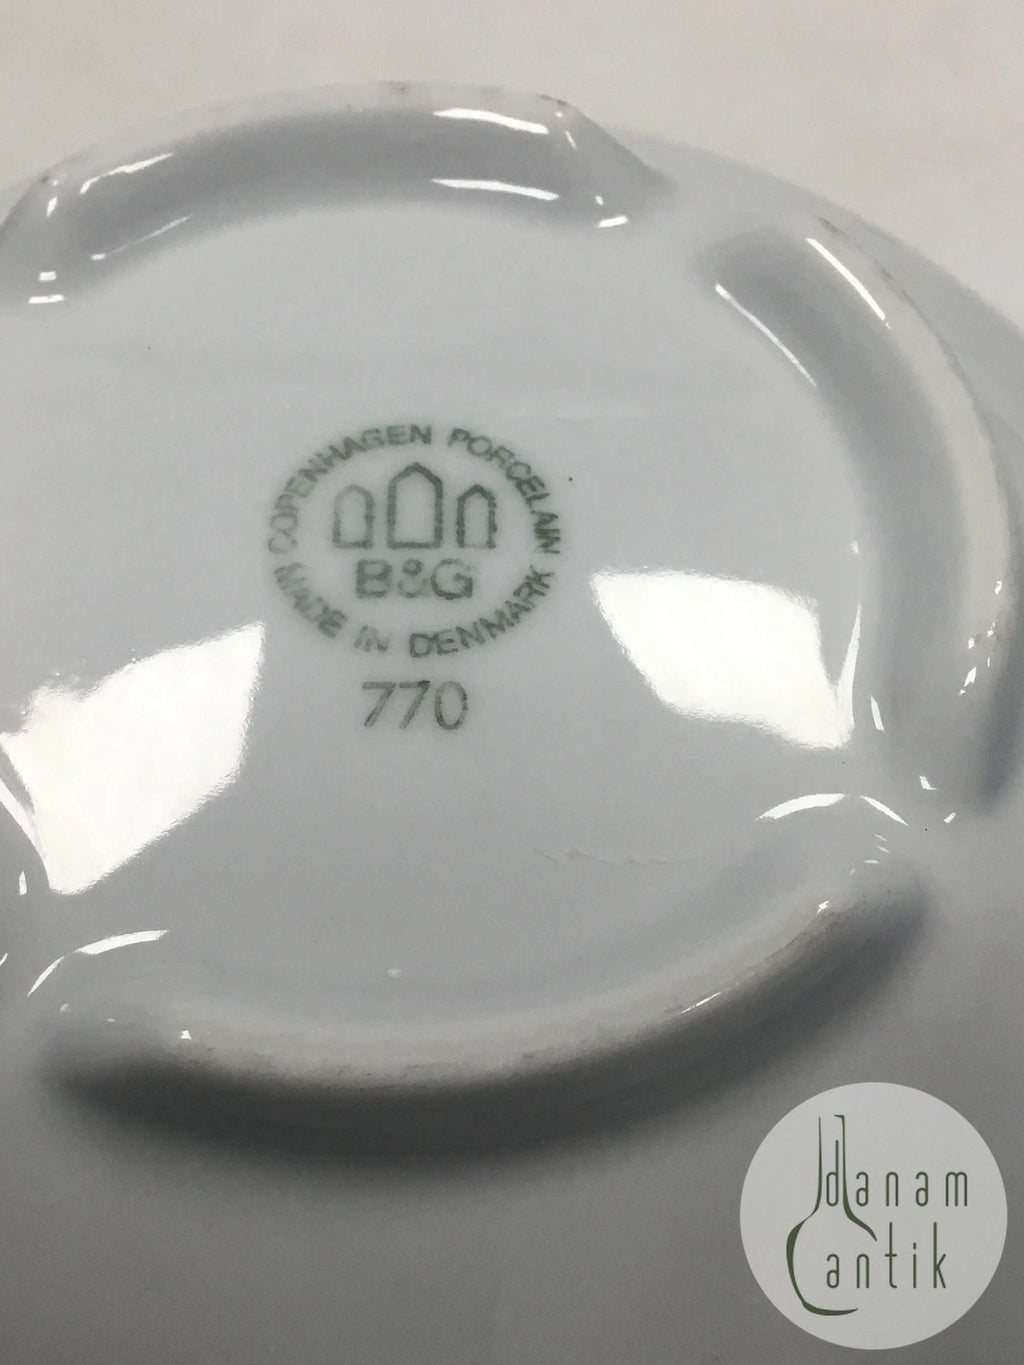 COPENHAGEN PORCELAIN
B&G
MADE IN DENMARK
770
danam
antik